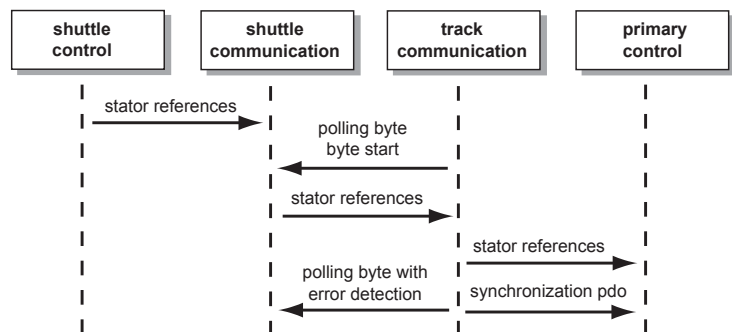 shuttle
control
shuttle
communication
track
communication
primary
control
stator references
polling byte
byte start
stator references
stator references
polling byte with
error detection
synchronization pdo